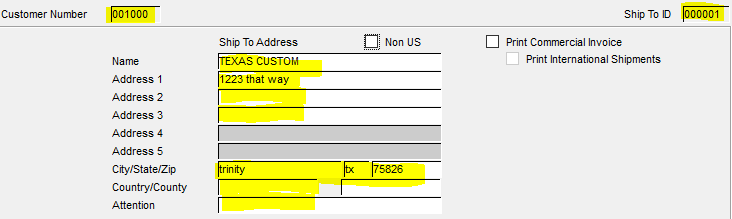 Customer Number 001000 Ship To ID 000001
Ship To Address Non US Print Commercial Invoice
Name TEXAS CUSTOM Print International Shipments
Address 1 1223 that way
Address 2
Address 3
Address 4
Address 5
City/State/Zip trinity tx 75826
Country/County
Attention